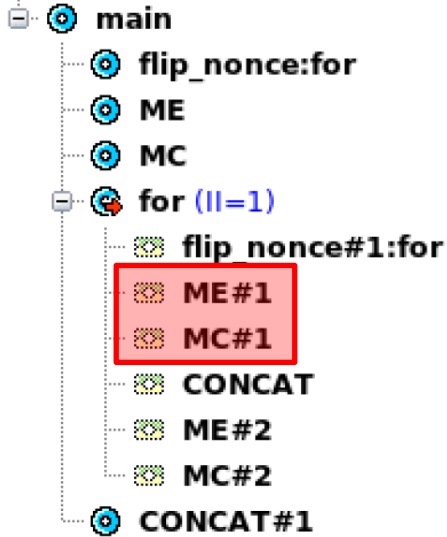 main
flip_nonce:for
ME
MC
for (II=1)
flip_nonce#1:for
ME#1
MC#1
CONCAT
ME#2
MC#2
CONCAT#1